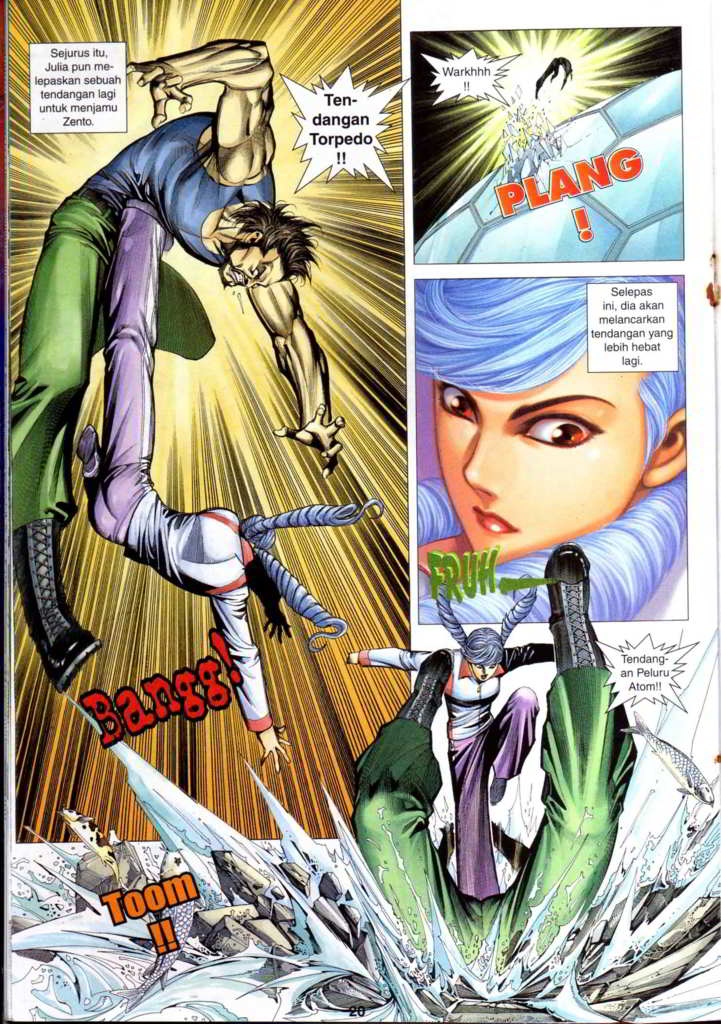 Sejurus itu,
Julia pun me-
lepaskan sebuah
tendangan lagi
untuk menjamu
Zento.
Ten-
dangan
Torpedo
!!
Warkhhh
!!
PLANG
!
Selepas
ini, dia akan
melancarkan
tendangan yang
lebih hebat
lagi.
FRUH
Bangg!
Tendang-
an Peluru
Atom!!
Toom
!!
20